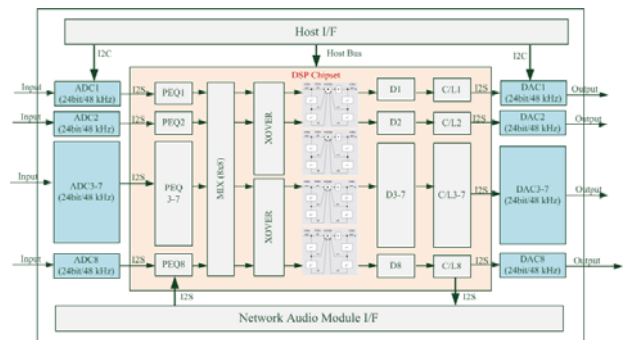 Host I/F
I2C
Host Bus
I2C
DSP Chipset
Input
ADC1
(24bit/48 kHz)
I2S
PEQ1
D1
C/L1
I2S
DAC1
(24bit/48 kHz)
Output
Input
ADC2
(24bit/48 kHz)
I2S
PEQ2
XOVER
D2
C/L2
I2S
DAC2
(24bit/48 kHz)
Output
Input
ADC3-7
(24bit/48 kHz)
I2S
PEQ
3-7
MIX (8x8)
XOVER
D3-7
C/L3-7
I2S
DAC3-7
(24bit/48 kHz)
Output
Input
ADC8
(24bit/48 kHz)
I2S
PEQ8
D8
C/L8
I2S
DAC8
(24bit/48 kHz)
Output
I2S
I2S
Network Audio Module I/F